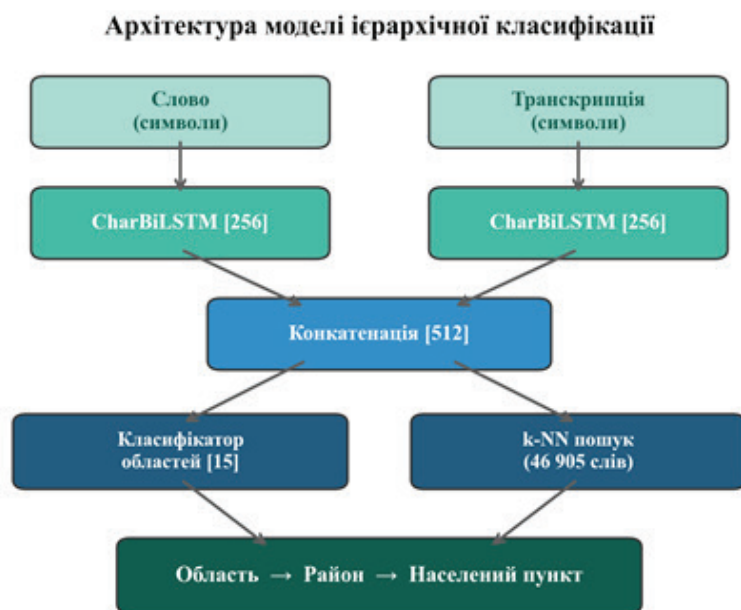 Архітектура моделі ієрархічної класифікації
Слово
(символи)
Транскрипція
(символи)
CharBiLSTM [256]
CharBiLSTM [256]
Конкатенація [512]
Класифікатор
областей [15]
k-NN пошук
(46 905 слів)
Область → Район → Населений пункт